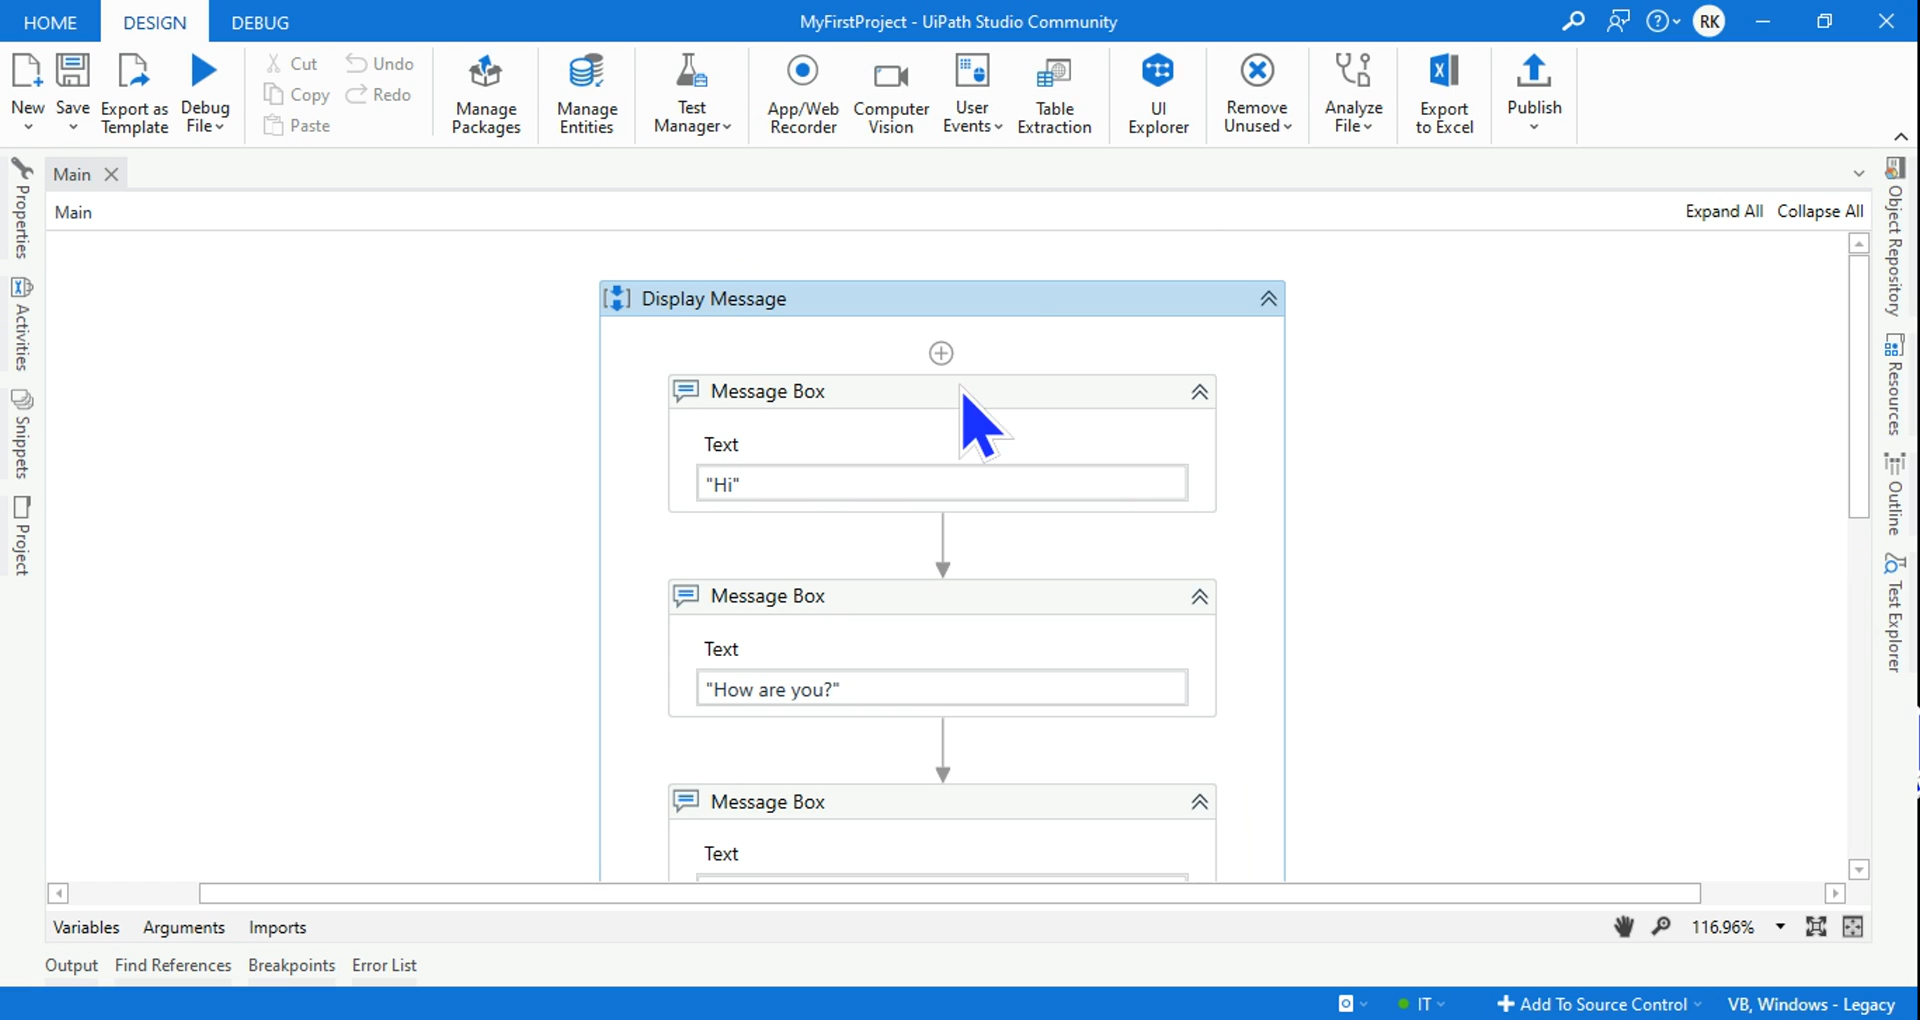 HOME DESIGN DEBUG MyFirstProject - UiPath Studio Community RK
New Save Export as Template Debug File Cut Copy Paste Undo Redo Manage Packages Manage Entities Test Manager App/Web Recorder Computer Vision User Events Table Extraction UI Explorer Remove Unused Analyze File Export to Excel Publish
Main
Main Expand All Collapse All
Properties
Activities
Snippets
Project
Display Message
Message Box
Text
"Hi"
Message Box
Text
"How are you?"
Message Box
Text
Object Repository
Resources
Outline
Test Explorer
Variables Arguments Imports 116.96%
Output Find References Breakpoints Error List
IT Add To Source Control VB, Windows - Legacy